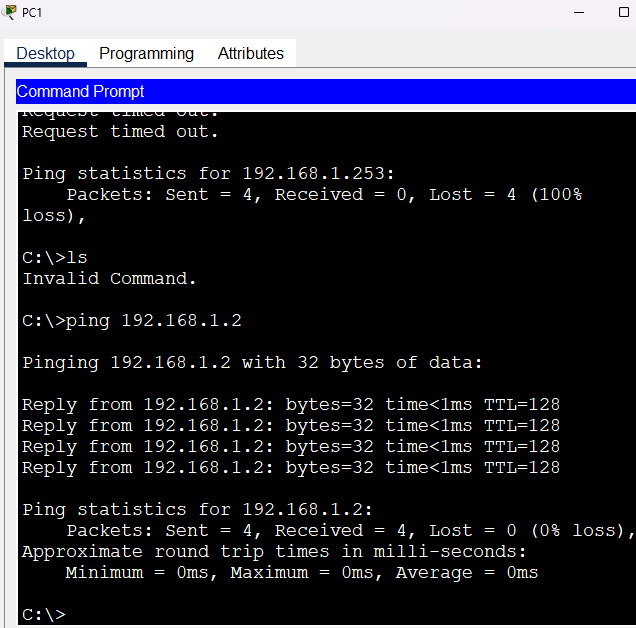 PC1
Desktop Programming Attributes
Command Prompt
Request timed out.
Request timed out.
Ping statistics for 192.168.1.253:
Packets: Sent = 4, Received = 0, Lost = 4 (100%
loss),
C:\>ls
Invalid Command.
C:\>ping 192.168.1.2
Pinging 192.168.1.2 with 32 bytes of data:
Reply from 192.168.1.2: bytes=32 time<1ms TTL=128
Reply from 192.168.1.2: bytes=32 time<1ms TTL=128
Reply from 192.168.1.2: bytes=32 time<1ms TTL=128
Reply from 192.168.1.2: bytes=32 time<1ms TTL=128
Ping statistics for 192.168.1.2:
Packets: Sent = 4, Received = 4, Lost = 0 (0% loss),
Approximate round trip times in milli-seconds:
Minimum = 0ms, Maximum = 0ms, Average = 0ms
C:\>